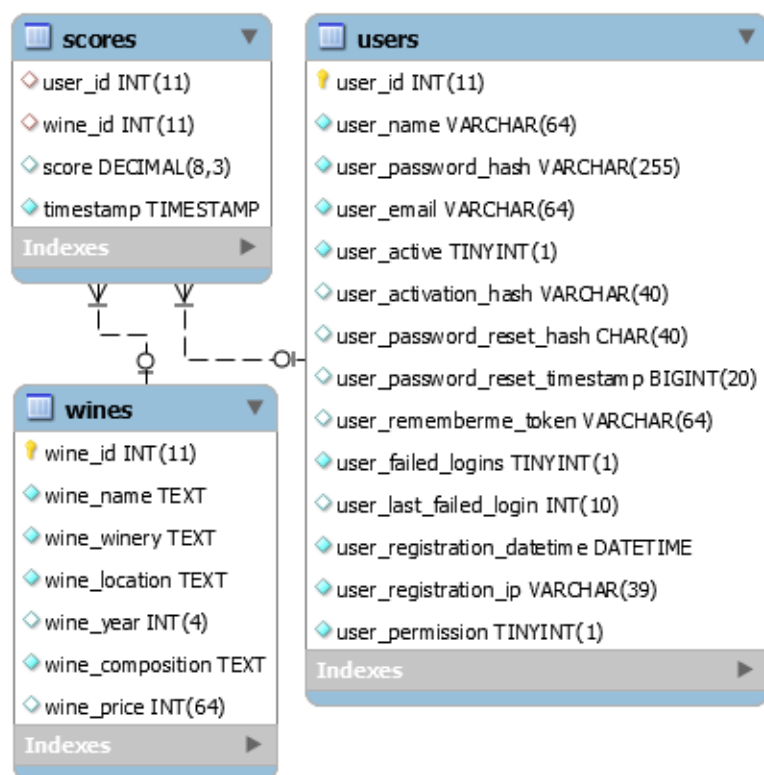 scores
user_id INT(11)
wine_id INT(11)
score DECIMAL(8,3)
timestamp TIMESTAMP
Indexes
users
user_id INT(11)
user_name VARCHAR(64)
user_password_hash VARCHAR(255)
user_email VARCHAR(64)
user_active TINYINT(1)
user_activation_hash VARCHAR(40)
user_password_reset_hash CHAR(40)
user_password_reset_timestamp BIGINT(20)
user_rememberme_token VARCHAR(64)
user_failed_logins TINYINT(1)
user_last_failed_login INT(10)
user_registration_datetime DATETIME
user_registration_ip VARCHAR(39)
user_permission TINYINT(1)
Indexes
wines
wine_id INT(11)
wine_name TEXT
wine_winery TEXT
wine_location TEXT
wine_year INT(4)
wine_composition TEXT
wine_price INT(64)
Indexes